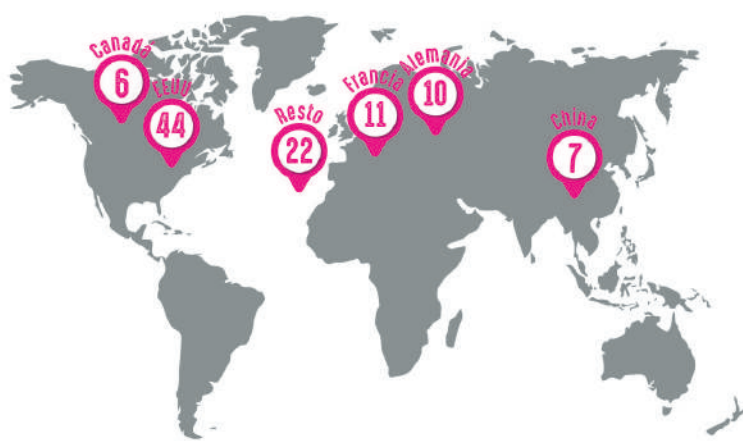 Canada
6
EEUU
44
Resto
22
Francia
11
Alemania
10
China
7